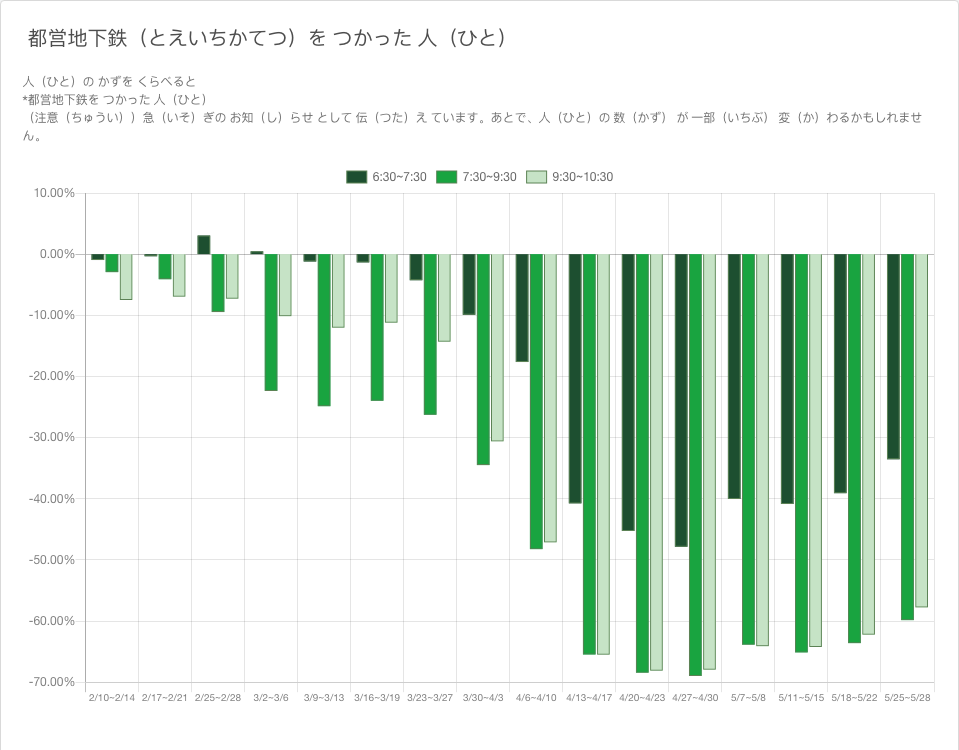 都営地下鉄（とえいちかてつ）を つかった 人（ひと）
人（ひと）の かずを くらべると
*都営地下鉄を つかった 人（ひと）
（注意（ちゅうい））急（いそ）ぎの お知（し）らせ として 伝（つた）え ています。あとで、人（ひと）の 数（かず） が 一部（いちぶ） 変（か）わるかもしれませ
ん。
6:30~7:30 7:30~9:30 9:30~10:30
10.00%
0.00%
-10.00%
-20.00%
-30.00%
-40.00%
-50.00%
-60.00%
-70.00%
2/10~2/14 2/17~2/21 2/25~2/28 3/2~3/6 3/9~3/13 3/16~3/19 3/23~3/27 3/30~4/3 4/6~4/10 4/13~4/17 4/20~4/23 4/27~4/30 5/7~5/8 5/11~5/15 5/18~5/22 5/25~5/28